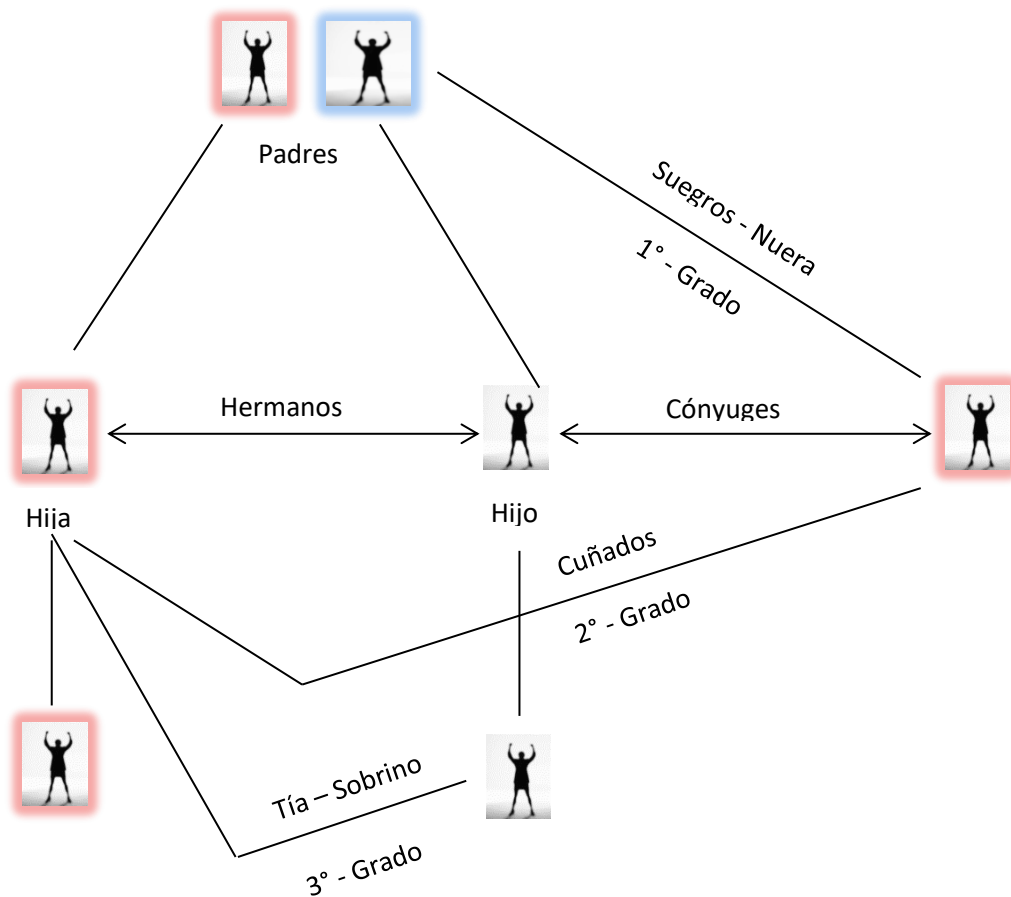 Padres
Suegros - Nuera
1° - Grado
Hermanos
Cónyuges
Hija
Hijo
Cuñados
2° - Grado
Tía – Sobrino
3° - Grado